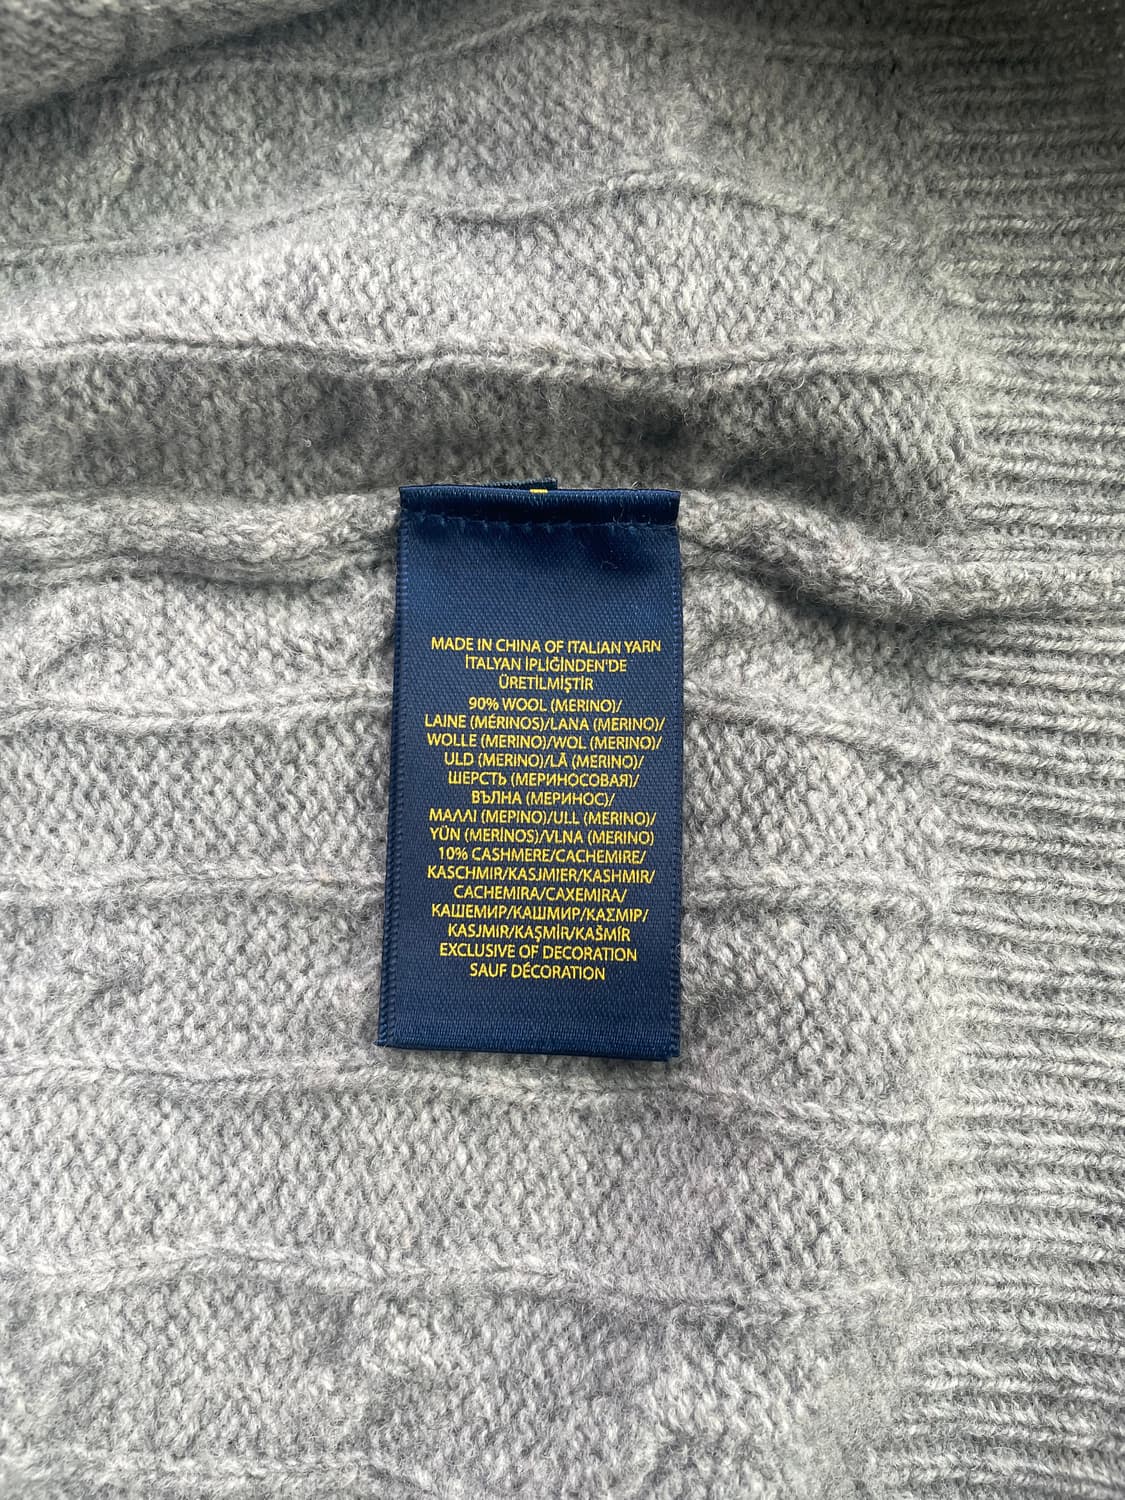 MADE IN CHINA OF ITALIAN YARN
İTALYAN İPLİĞİNDEN'DE
ÜRETİLMİŞTİR
90% WOOL (MERINO)/
LAINE (MÉRINOS)/LANA (MERINO)/
WOLLE (MERINO)/WOL (MERINO)/
ULD (MERINO)/LÃ (MERINO)/
ШЕРСТЬ (МЕРИНОСОВАЯ)/
ВЪЛНА (МЕРИНОС)/
ΜΑΛΛΙ (ΜΕΡΙΝΟ)/ULL (MERINO)/
YÜN (MERİNOS)/VLNA (MERINO)
10% CASHMERE/CACHEMIRE/
KASCHMIR/KASJMIER/KASHMIR/
CACHEMIRA/CAXEMIRA/
КАШЕМИР/КАШМИР/ΚΑΣΜΙΡ/
KASJMIR/KAŞMİR/KAŠMÍR
EXCLUSIVE OF DECORATION
SAUF DÉCORATION